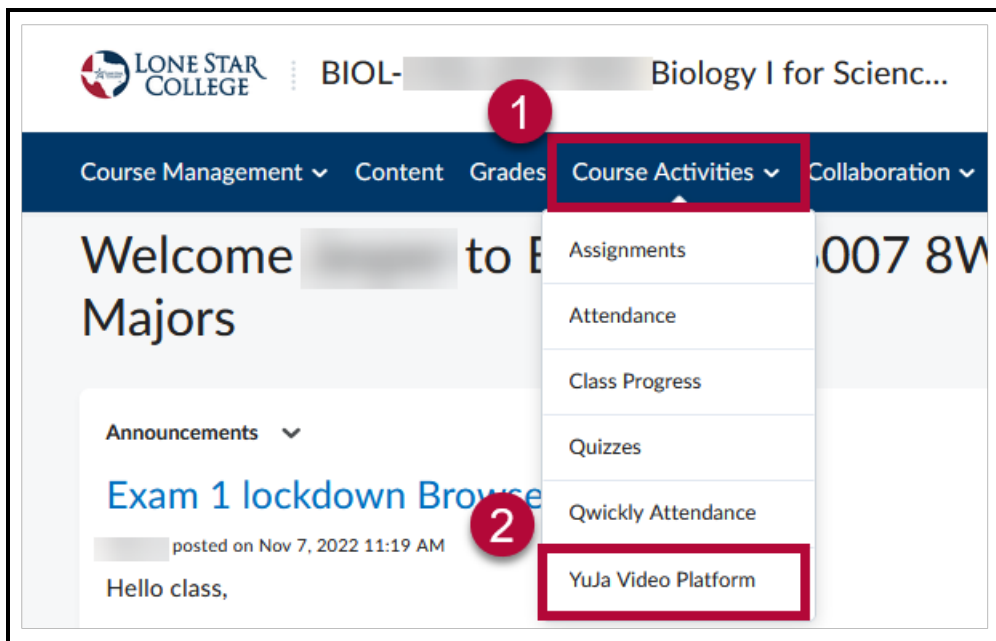 LONE STAR
COLLEGE
BIOL- Biology I for Scienc...
1
Course Management Content Grades Course Activities Collaboration
Welcome to 007
Majors
Assignments
Attendance
Class Progress
Quizzes
Qwickly Attendance
YuJa Video Platform
2
Announcements
Exam 1 lockdown Browse
posted on Nov 7, 2022 11:19 AM
Hello class,